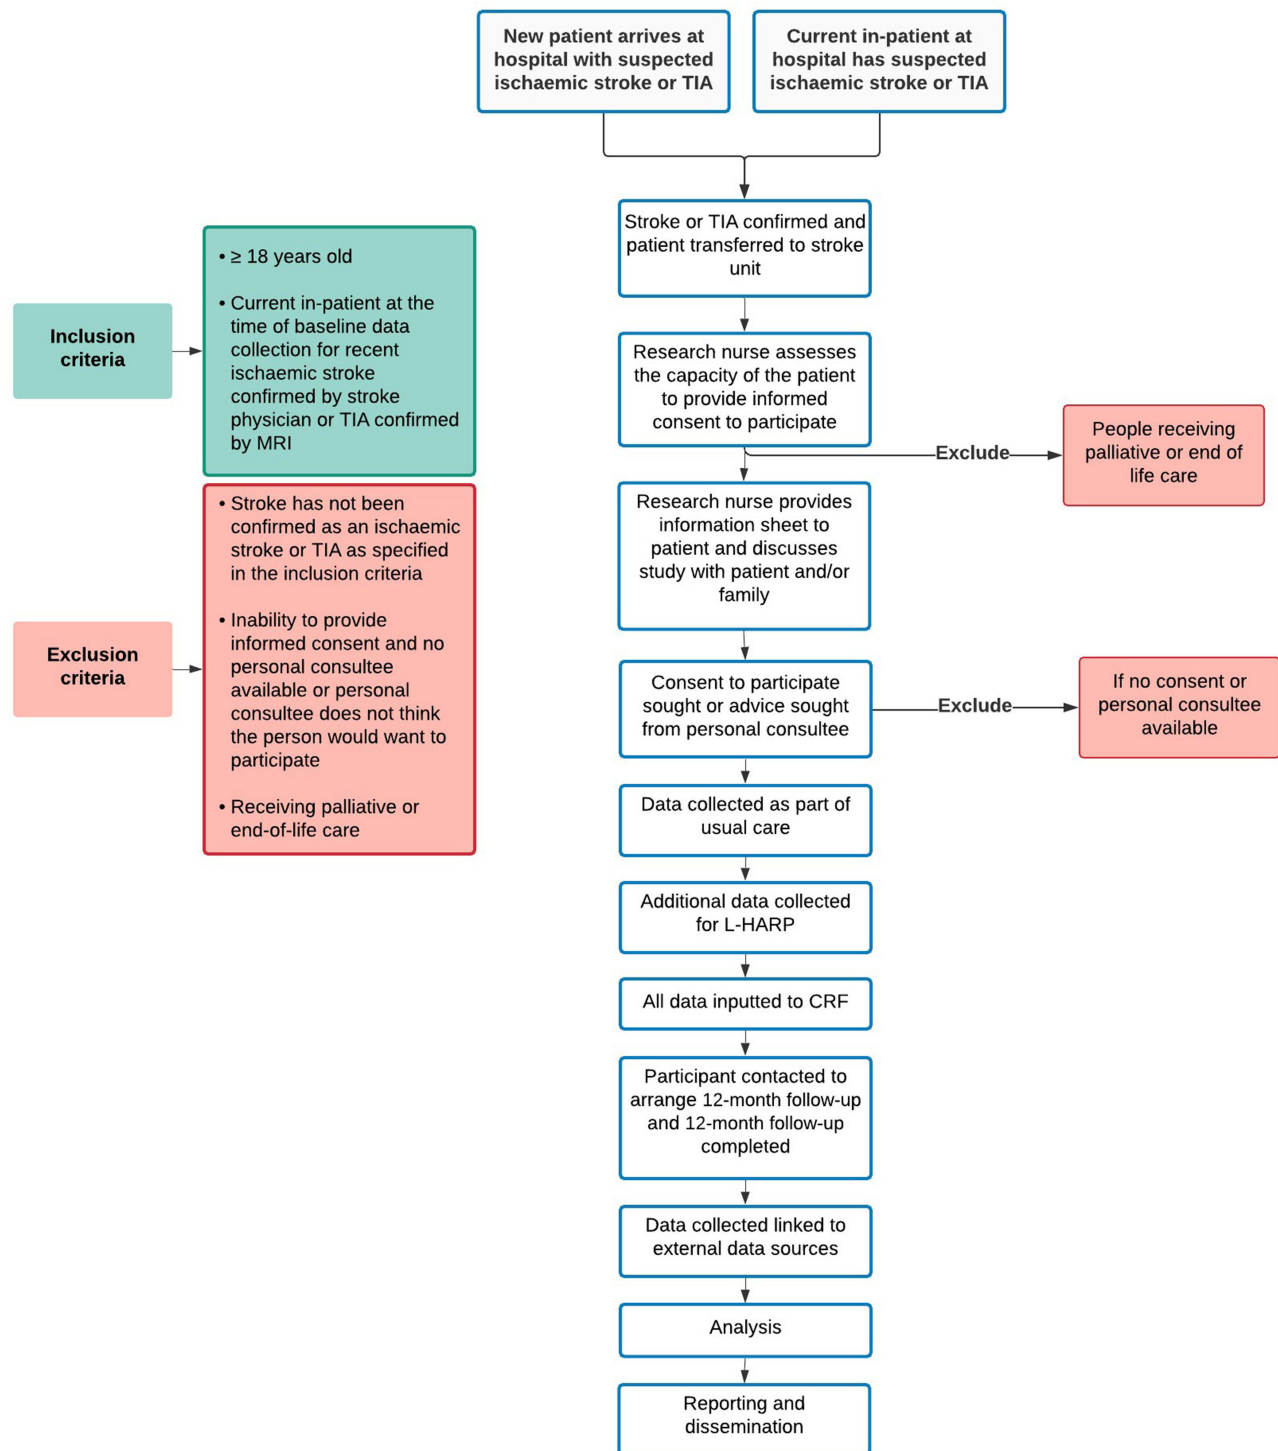 New patient arrives at
hospital with suspected
ischaemic stroke or TIA
Current in-patient at
hospital has suspected
ischaemic stroke or TIA
Stroke or TIA confirmed and
patient transferred to stroke
unit
Inclusion
criteria
• ≥ 18 years old
• Current in-patient at the
time of baseline data
collection for recent
ischaemic stroke
confirmed by stroke
physician or TIA confirmed
by MRI
Exclusion
criteria
• Stroke has not been
confirmed as an ischaemic
stroke or TIA as specified
in the inclusion criteria
• Inability to provide
informed consent and no
personal consultee
available or personal
consultee does not think
the person would want to
participate
• Receiving palliative or
end-of-life care
Research nurse assesses
the capacity of the patient
to provide informed
consent to participate
Exclude
People receiving
palliative or end of
life care
Research nurse provides
information sheet to
patient and discusses
study with patient and/or
family
Consent to participate
sought or advice sought
from personal consultee
Exclude
If no consent or
personal consultee
available
Data collected as part of
usual care
Additional data collected
for L-HARP
All data inputted to CRF
Participant contacted to
arrange 12-month follow-up
and 12-month follow-up
completed
Data collected linked to
external data sources
Analysis
Reporting and
dissemination